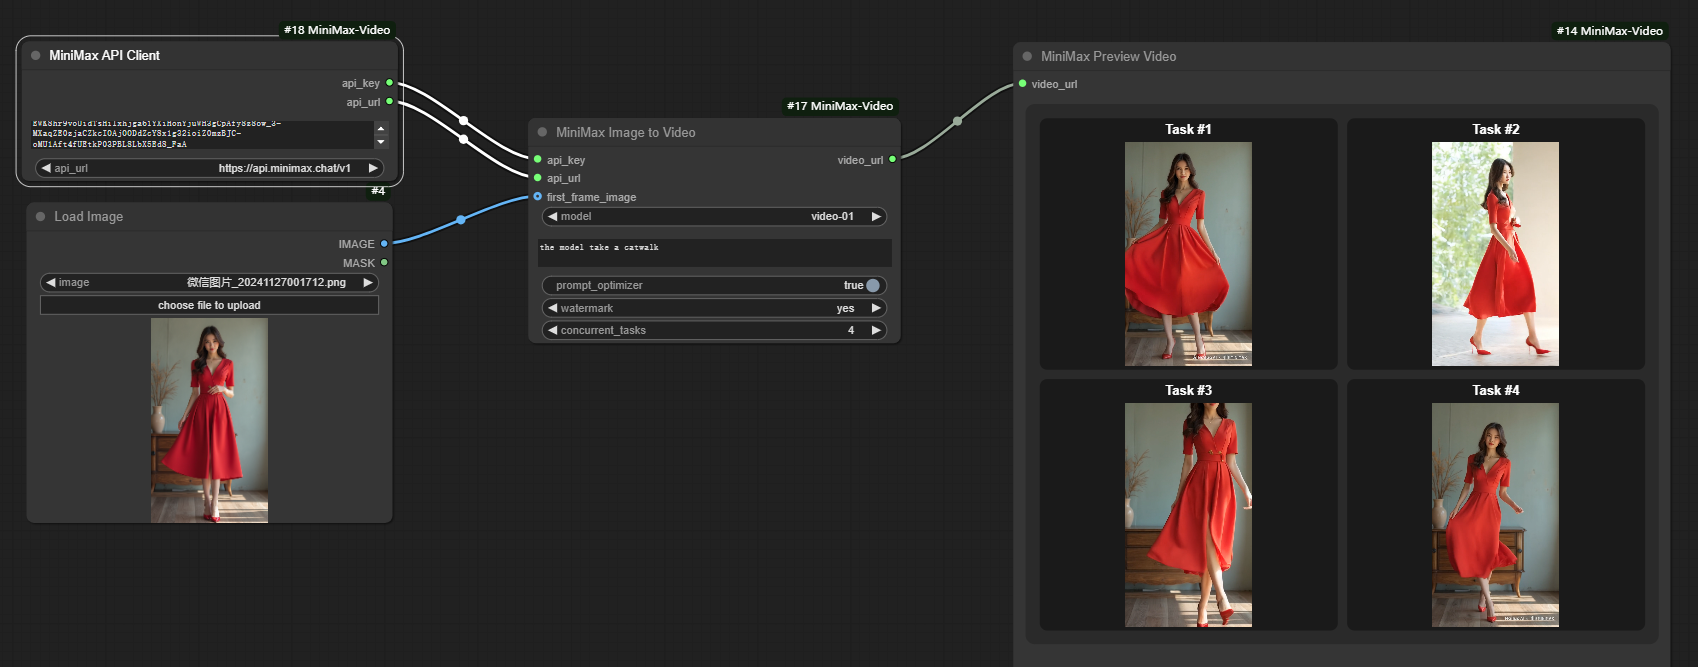 #18 MiniMax-Video
MiniMax API Client
api_key
api_url
api_url https://api.minimax.chat/v1
#4
Load Image
IMAGE
MASK
image 微信图片_20241127001712.png
choose file to upload
#17 MiniMax-Video
MiniMax Image to Video
api_key video_url
api_url
first_frame_image
model video-01
the model take a catwalk
prompt_optimizer true
watermark yes
concurrent_tasks 4
#14 MiniMax-Video
MiniMax Preview Video
video_url
Task #1
Task #2
Task #3
Task #4